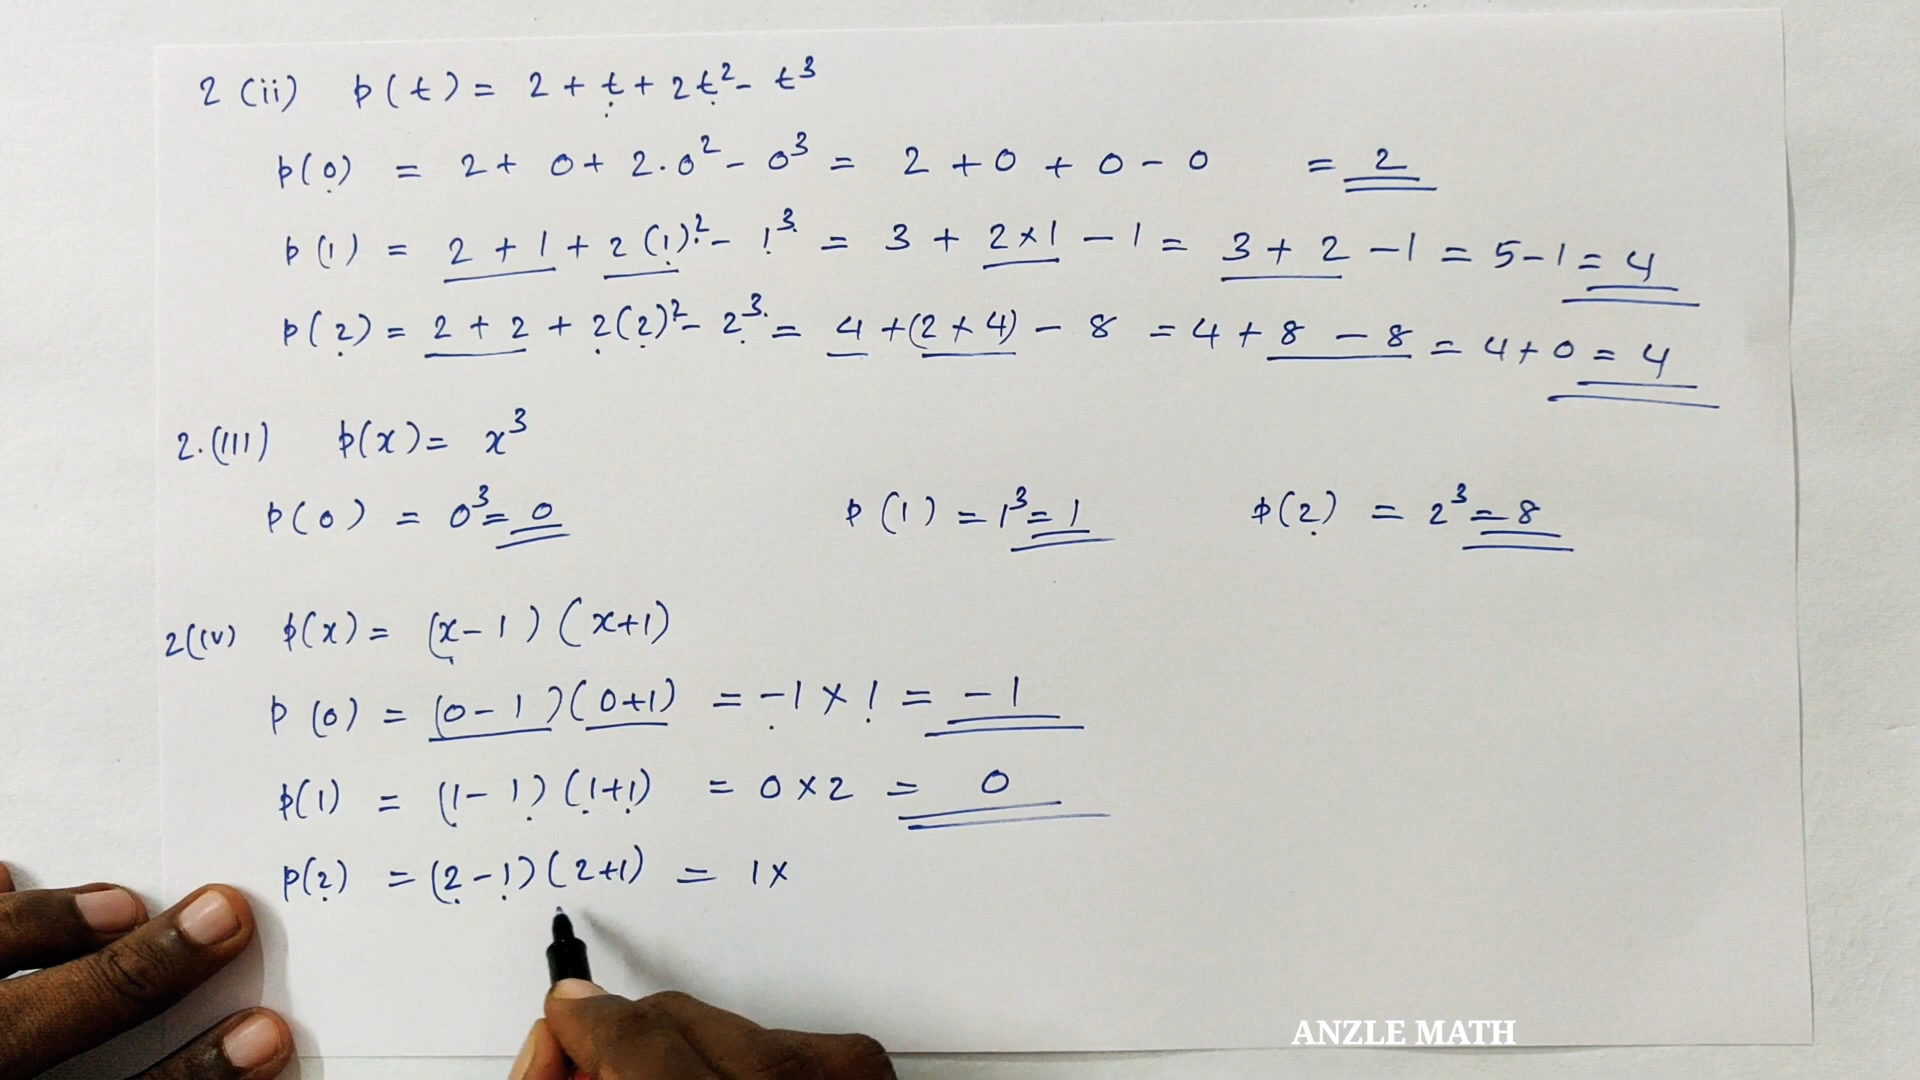 2 (ii) p(t) = 2 + t + 2t² - t³
p(0) = 2 + 0 + 2.0² - 0³ = 2 + 0 + 0 - 0 = 2
p(1) = 2 + 1 + 2(1)² - 1³ = 3 + 2×1 - 1 = 3 + 2 - 1 = 5-1 = 4
p(2) = 2 + 2 + 2(2)² - 2³ = 4 + (2×4) - 8 = 4 + 8 - 8 = 4+0 = 4
2.(III) p(x) = x³
p(0) = 0³ = 0 p(1) = 1³ = 1 p(2) = 2³ = 8
2(iv) p(x) = (x-1)(x+1)
p(0) = (0-1)(0+1) = -1 × 1 = -1
p(1) = (1-1)(1+1) = 0×2 = 0
p(2) = (2-1)(2+1) = 1×
ANZLE MATH